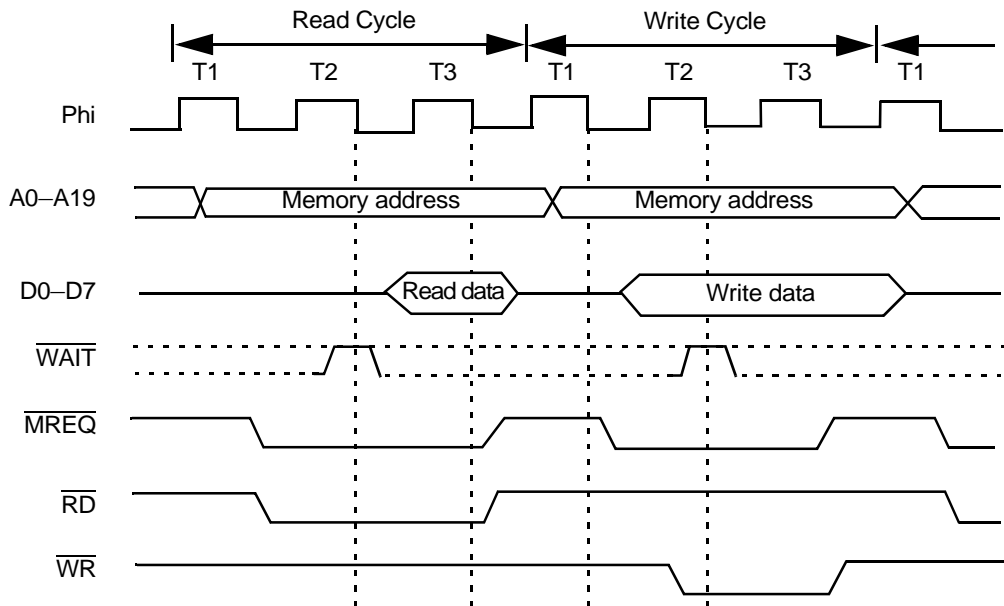 Read Cycle Write Cycle
T1 T2 T3 T1 T2 T3 T1
Phi
A0–A19 Memory address Memory address
D0–D7 Read data Write data
WAIT
MREQ
RD
WR